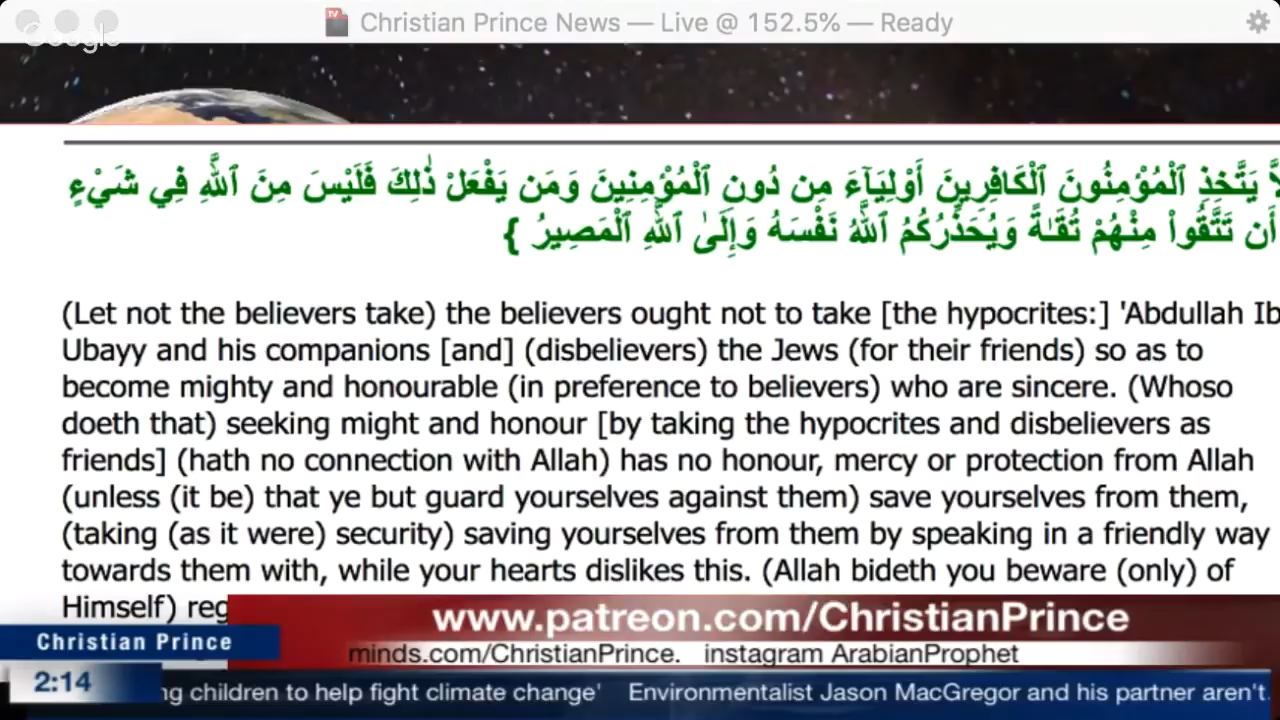 Christian Prince News — Live @ 152.5% — Ready
Google
لاَّ يَتَّخِذِ ٱلْمُؤْمِنُونَ ٱلْكَافِرِينَ أَوْلِيَآءَ مِن دُونِ ٱلْمُؤْمِنِينَ وَمَن يَفْعَلْ ذٰلِكَ فَلَيْسَ مِنَ ٱللَّهِ فِي شَيْءٍ
أَن تَتَّقُواْ مِنْهُمْ تُقَـٰةً وَيُحَذِّرُكُمُ ٱللَّهُ نَفْسَهُ وَإِلَىٰ ٱللَّهِ ٱلْمَصِيرُ }
(Let not the believers take) the believers ought not to take [the hypocrites:] 'Abdullah Ib
Ubayy and his companions [and] (disbelievers) the Jews (for their friends) so as to
become mighty and honourable (in preference to believers) who are sincere. (Whoso
doeth that) seeking might and honour [by taking the hypocrites and disbelievers as
friends] (hath no connection with Allah) has no honour, mercy or protection from Allah
(unless (it be) that ye but guard yourselves against them) save yourselves from them,
(taking (as it were) security) saving yourselves from them by speaking in a friendly way
towards them with, while your hearts dislikes this. (Allah bideth you beware (only) of
Himself) reg
www.patreon.com/ChristianPrince
Christian Prince
minds.com/ChristianPrince. instagram ArabianProphet
2:14
ng children to help fight climate change' Environmentalist Jason MacGregor and his partner aren't